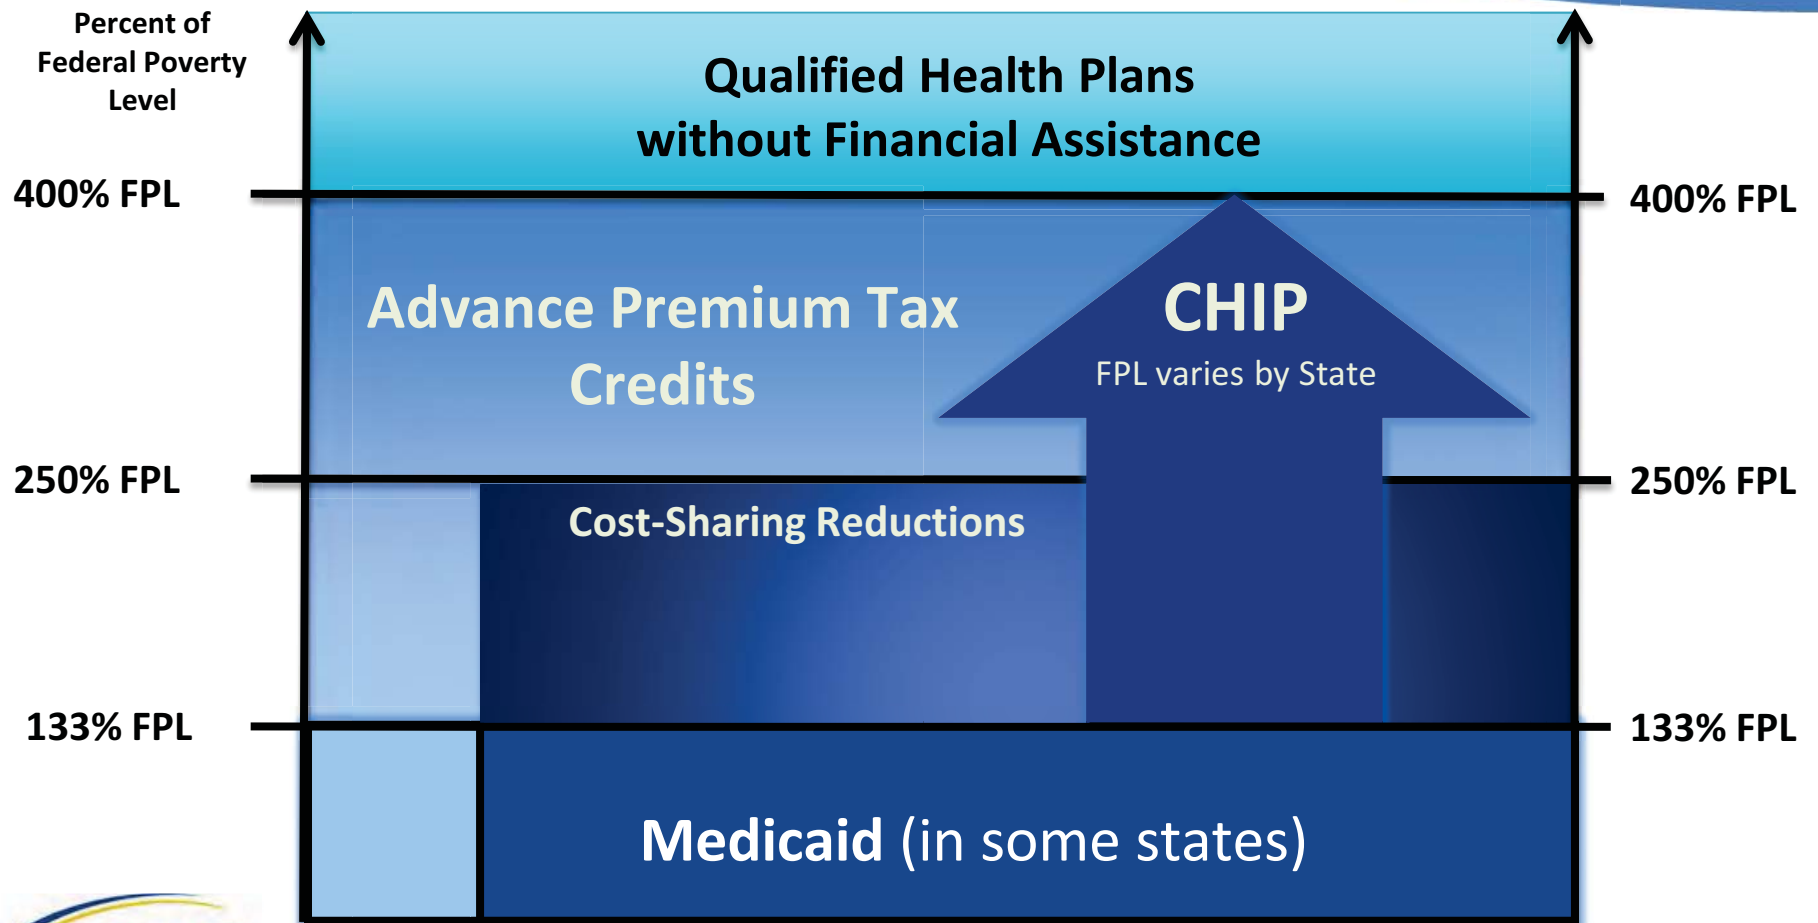 Percent of
Federal Poverty
Level
Qualified Health Plans
without Financial Assistance
400% FPL
400% FPL
Advance Premium Tax
Credits
CHIP
FPL varies by State
250% FPL
250% FPL
Cost-Sharing Reductions
133% FPL
133% FPL
Medicaid (in some states)